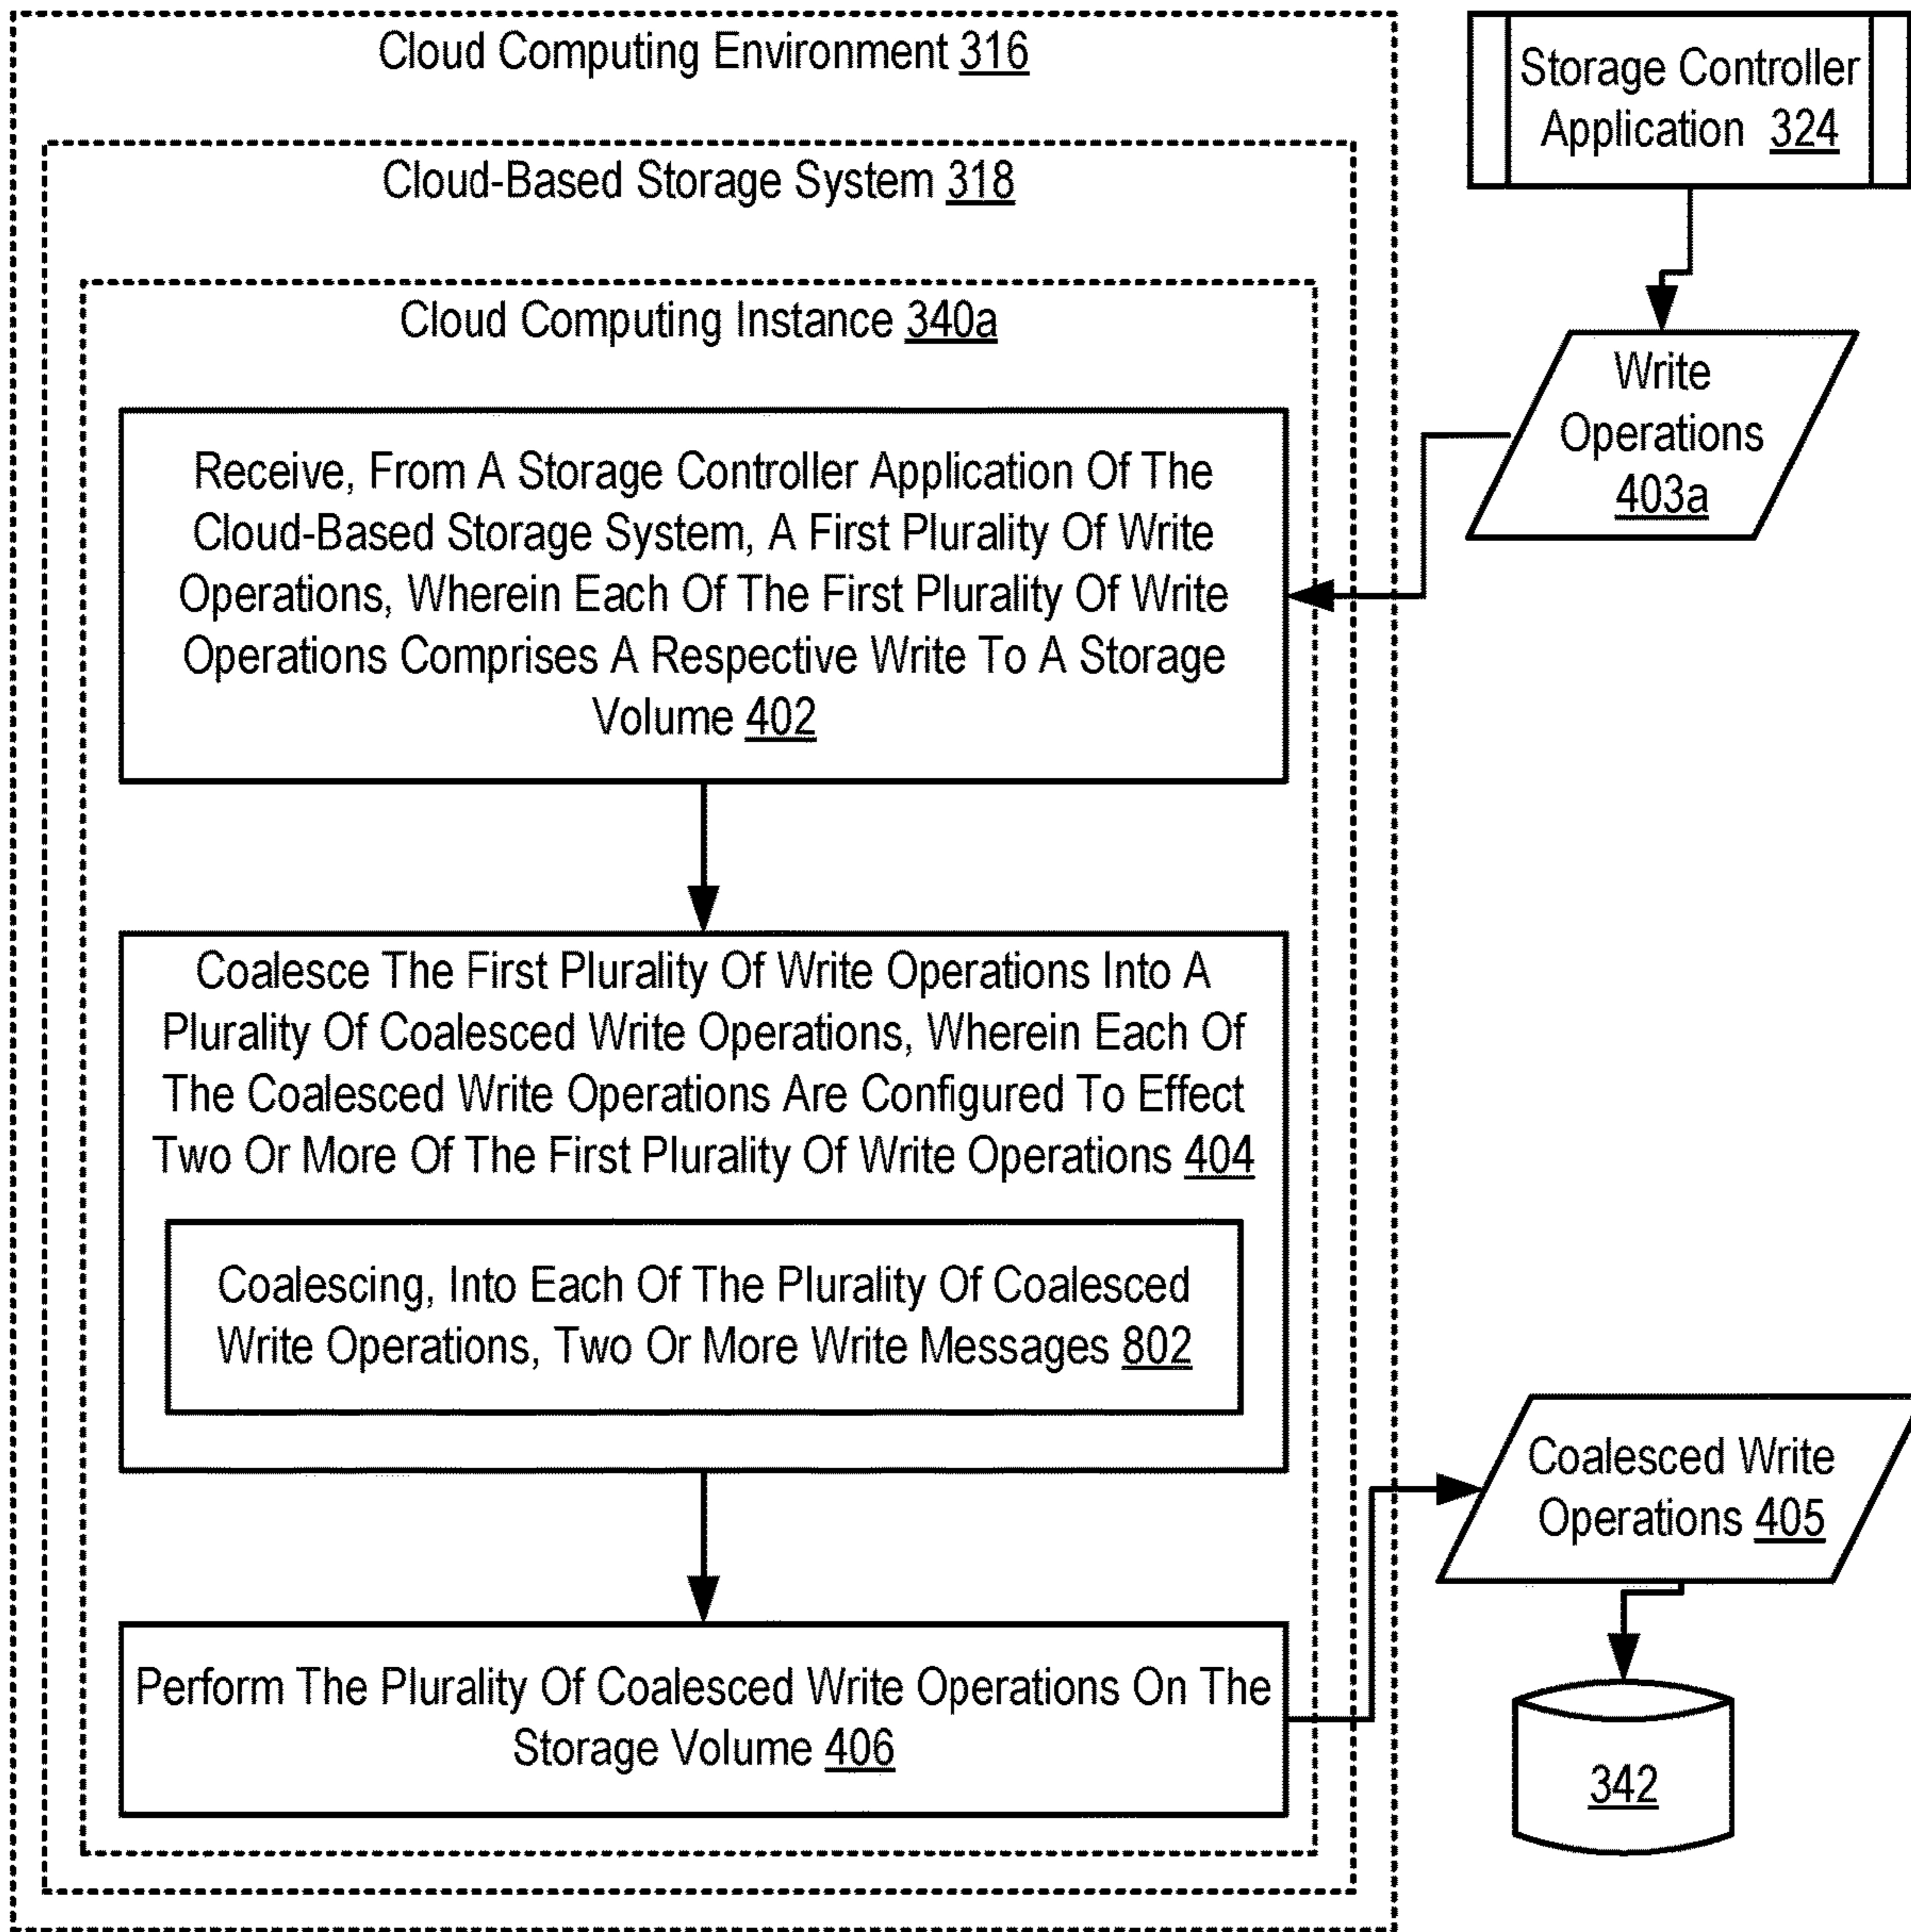 Cloud Computing Environment 316
Storage Controller
Application 324
Cloud-Based Storage System 318
Cloud Computing Instance 340a
Write
Operations
403a
Receive, From A Storage Controller Application Of The
Cloud-Based Storage System, A First Plurality Of Write
Operations, Wherein Each Of The First Plurality Of Write
Operations Comprises A Respective Write To A Storage
Volume 402
Coalesce The First Plurality Of Write Operations Into A
Plurality Of Coalesced Write Operations, Wherein Each Of
The Coalesced Write Operations Are Configured To Effect
Two Or More Of The First Plurality Of Write Operations 404
Coalescing, Into Each Of The Plurality Of Coalesced
Write Operations, Two Or More Write Messages 802
Coalesced Write
Operations 405
Perform The Plurality Of Coalesced Write Operations On The
Storage Volume 406
342